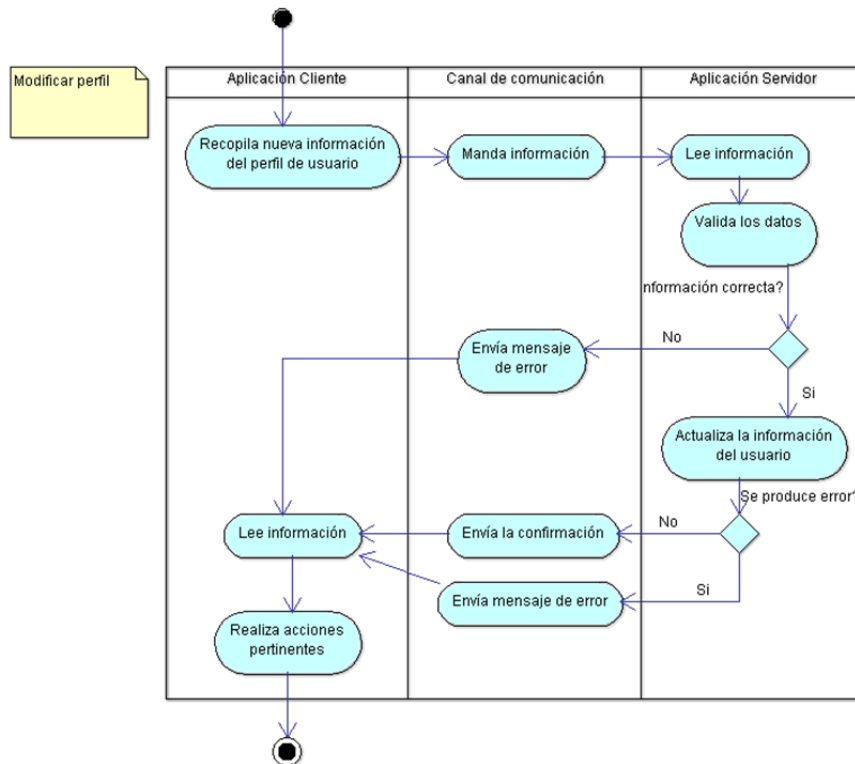 Modificar perfil
Aplicación Cliente
Canal de comunicación
Aplicación Servidor
Recopila nueva información
del perfil de usuario
Manda información
Lee información
Valida los datos
nformación correcta?
No
Envía mensaje
de error
Si
Actualiza la información
del usuario
Se produce error?
Lee información
Envía la confirmación
No
Envía mensaje de error
Si
Realiza acciones
pertinentes